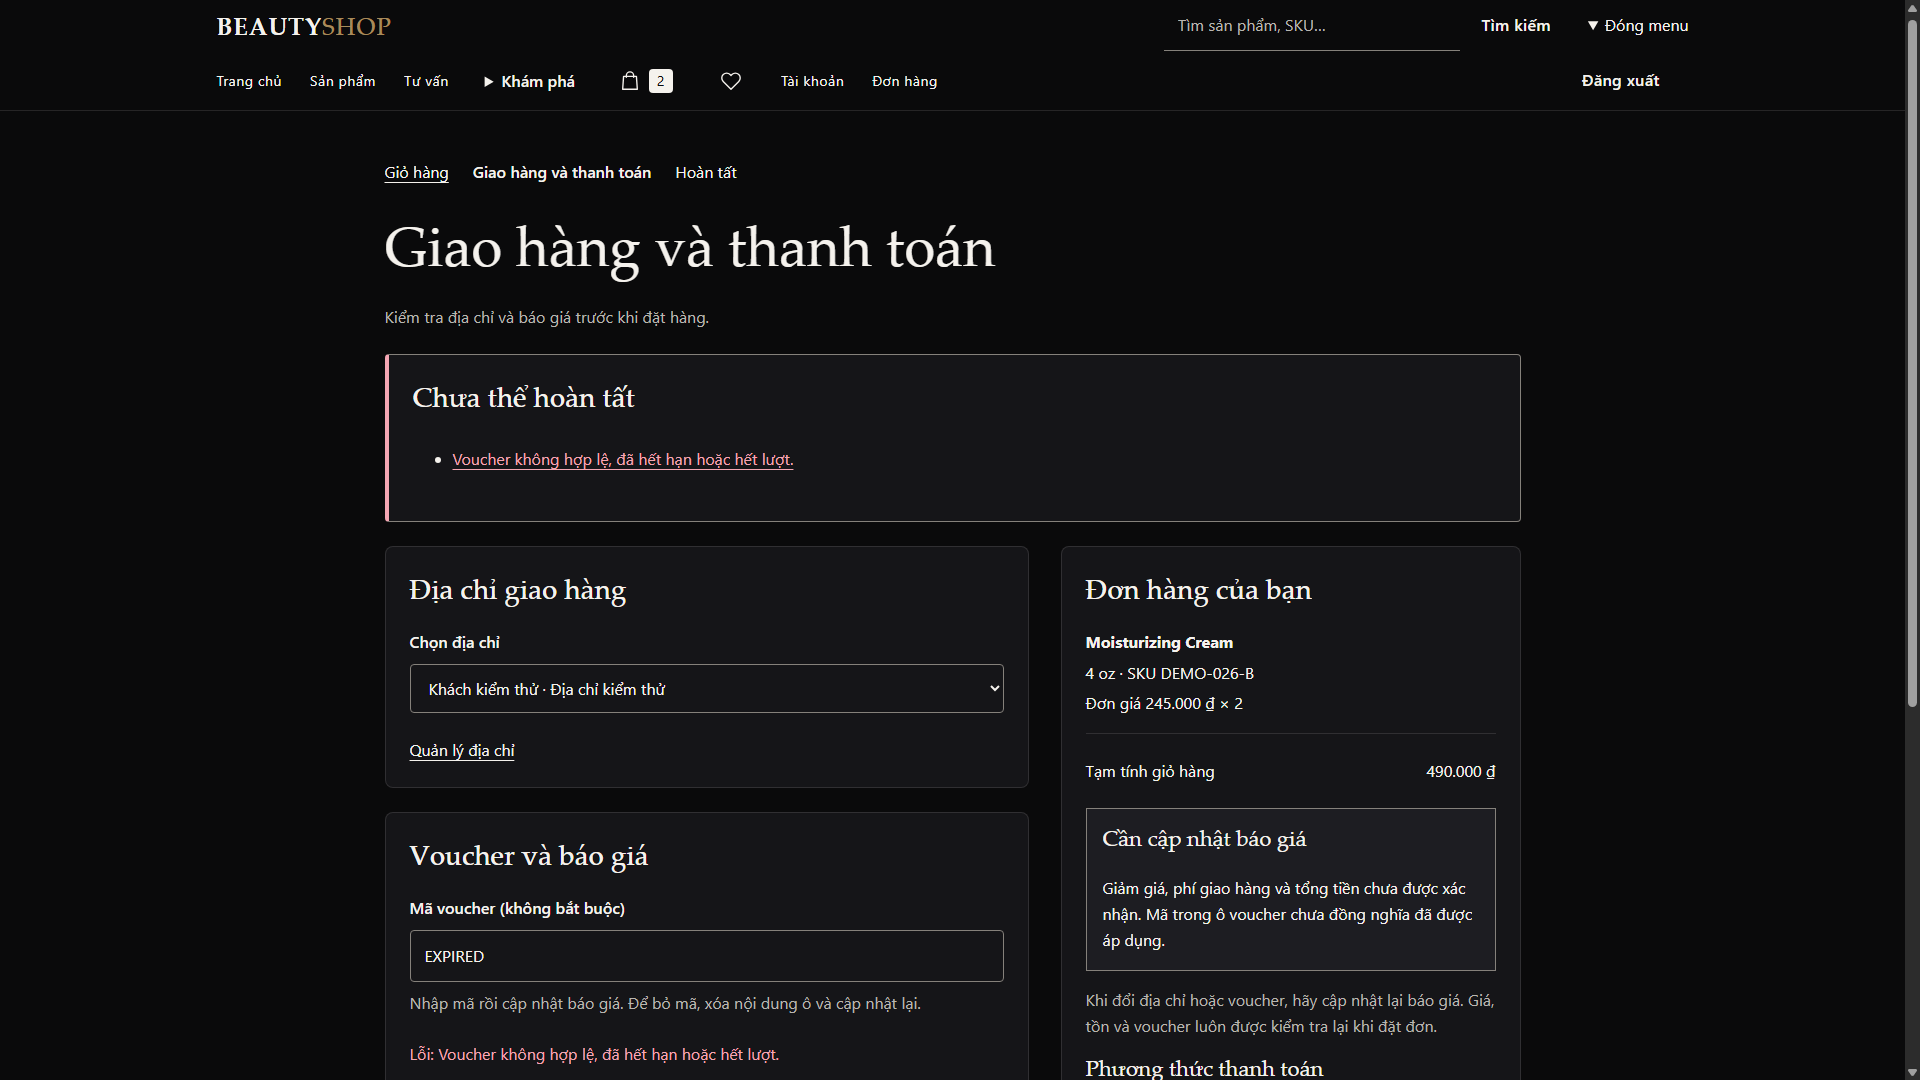 BEAUTYSHOP
Tìm sản phẩm, SKU...
Tìm kiếm
▼ Đóng menu
Trang chủ
Sản phẩm
Tư vấn
▶ Khám phá
2
Tài khoản
Đơn hàng
Đăng xuất
Giỏ hàng
Giao hàng và thanh toán
Hoàn tất
Giao hàng và thanh toán
Kiểm tra địa chỉ và báo giá trước khi đặt hàng.
Chưa thể hoàn tất
• Voucher không hợp lệ, đã hết hạn hoặc hết lượt.
Địa chỉ giao hàng
Chọn địa chỉ
Khách kiểm thử · Địa chỉ kiểm thử
Quản lý địa chỉ
Voucher và báo giá
Mã voucher (không bắt buộc)
EXPIRED
Nhập mã rồi cập nhật báo giá. Để bỏ mã, xóa nội dung ô và cập nhật lại.
Lỗi: Voucher không hợp lệ, đã hết hạn hoặc hết lượt.
Đơn hàng của bạn
Moisturizing Cream
4 oz · SKU DEMO-026-B
Đơn giá 245.000 ₫ × 2
Tạm tính giỏ hàng
490.000 ₫
Cần cập nhật báo giá
Giảm giá, phí giao hàng và tổng tiền chưa được xác
nhận. Mã trong ô voucher chưa đồng nghĩa đã được
áp dụng.
Khi đổi địa chỉ hoặc voucher, hãy cập nhật lại báo giá. Giá,
tồn và voucher luôn được kiểm tra lại khi đặt đơn.
Phương thức thanh toán